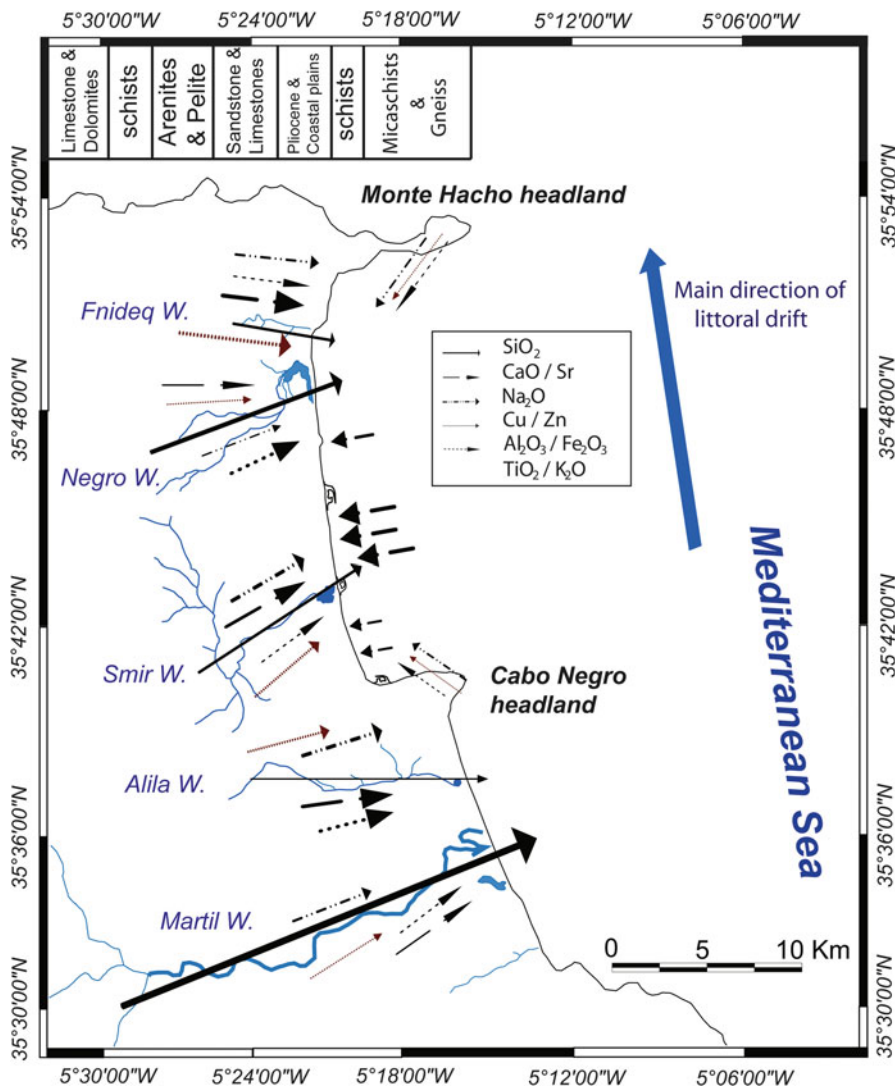 5°30'00"W 5°24'00"W 5°18'00"W 5°12'00"W 5°06'00"W
Limestone &
Dolomites
schists
Arenites
& Pelite
Sandstone &
Limestones
Pliocene &
Coastal plains
schists
Micaschists
&
Gneiss
35°54'00"N
35°54'00"N
Monte Hacho headland
Fnideq W.
Main direction of
littoral drift
SiO₂
CaO / Sr
Na₂O
Cu / Zn
Al₂O₃ / Fe₂O₃
TiO₂ / K₂O
35°48'00"N
35°48'00"N
Negro W.
Mediterranean Sea
35°42'00"N
35°42'00"N
Smir W.
Cabo Negro
headland
Alila W.
35°36'00"N
35°36'00"N
Martil W.
0 5 10 Km
35°30'00"N
35°30'00"N
5°30'00"W 5°24'00"W 5°18'00"W 5°12'00"W 5°06'00"W